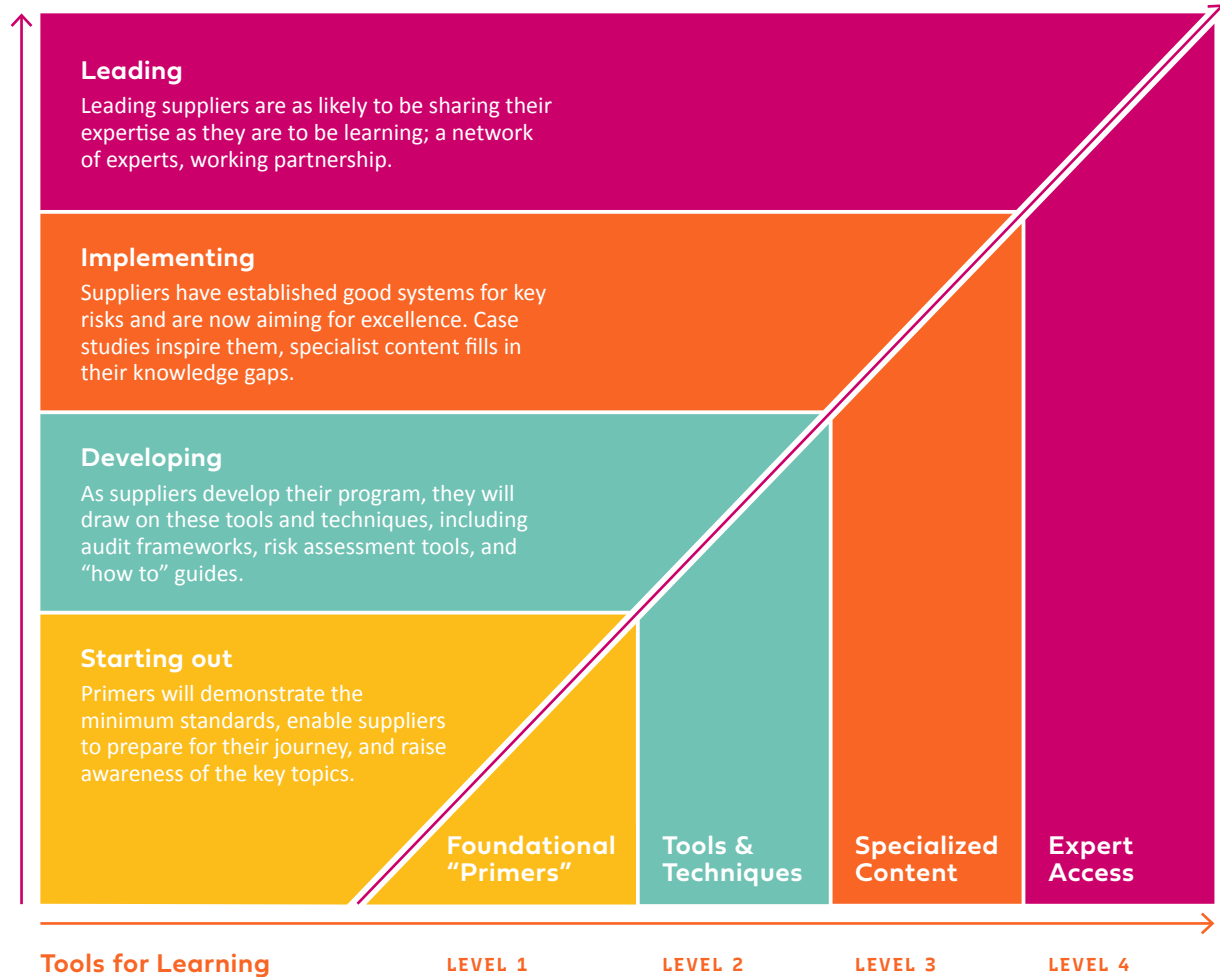 Leading
Leading suppliers are as likely to be sharing their
expertise as they are to be learning; a network
of experts, working partnership.
Implementing
Suppliers have established good systems for key
risks and are now aiming for excellence. Case
studies inspire them, specialist content fills in
their knowledge gaps.
Developing
As suppliers develop their program, they will
draw on these tools and techniques, including
audit frameworks, risk assessment tools, and
“how to” guides.
Starting out
Primers will demonstrate the
minimum standards, enable suppliers
to prepare for their journey, and raise
awareness of the key topics.
Foundational
“Primers”
Tools &
Techniques
Specialized
Content
Expert
Access
Tools for Learning
LEVEL 1
LEVEL 2
LEVEL 3
LEVEL 4